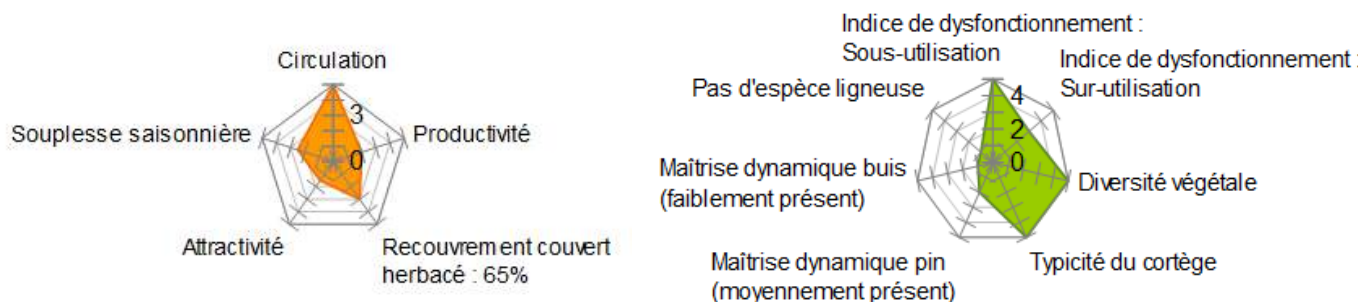 Circulation
3
Souplesse saisonnière
0
Productivité
Attractivité
Recouvrement couvert
herbacé : 65%
Indice de dysfonctionnement :
Sous-utilisation
Indice de dysfonctionnement :
Sur-utilisation
Pas d'espèce ligneuse
4
2
0
Maîtrise dynamique buis
(faiblement présent)
Diversité végétale
Maîtrise dynamique pin
(moyennement présent)
Typicité du cortège